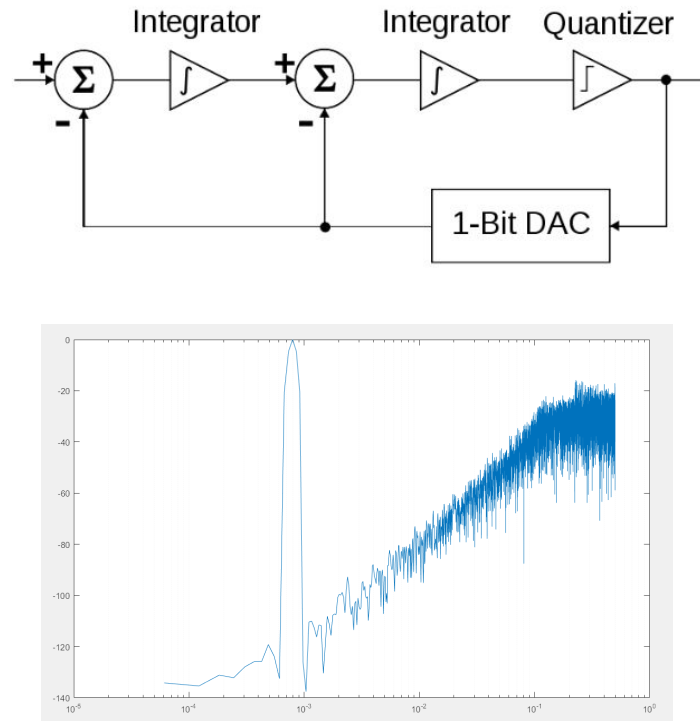 Integrator Integrator Quantizer
+ Σ ∫ + Σ ∫
- -
1-Bit DAC
0
-20
-40
-60
-80
-100
-120
-140
10⁻⁵ 10⁻⁴ 10⁻³ 10⁻² 10⁻¹ 10⁰